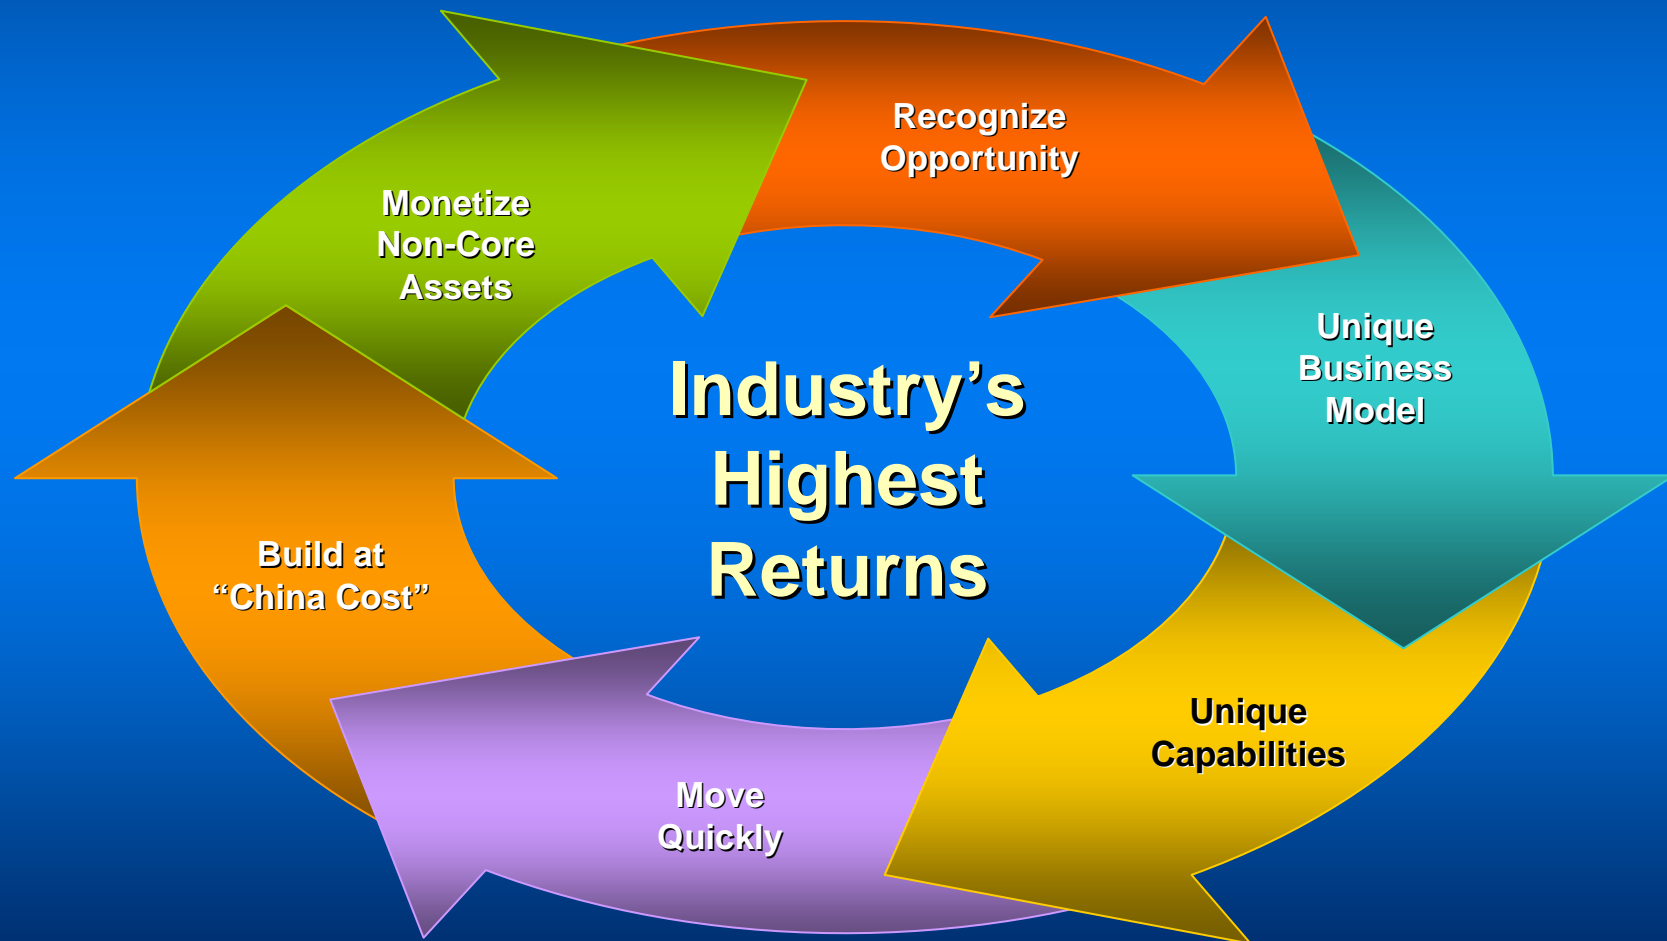 Recognize
Opportunity
Unique
Business
Model
Unique
Capabilities
Move
Quickly
Build at
“China Cost”
Monetize
Non-Core
Assets
Industry’s
Highest
Returns